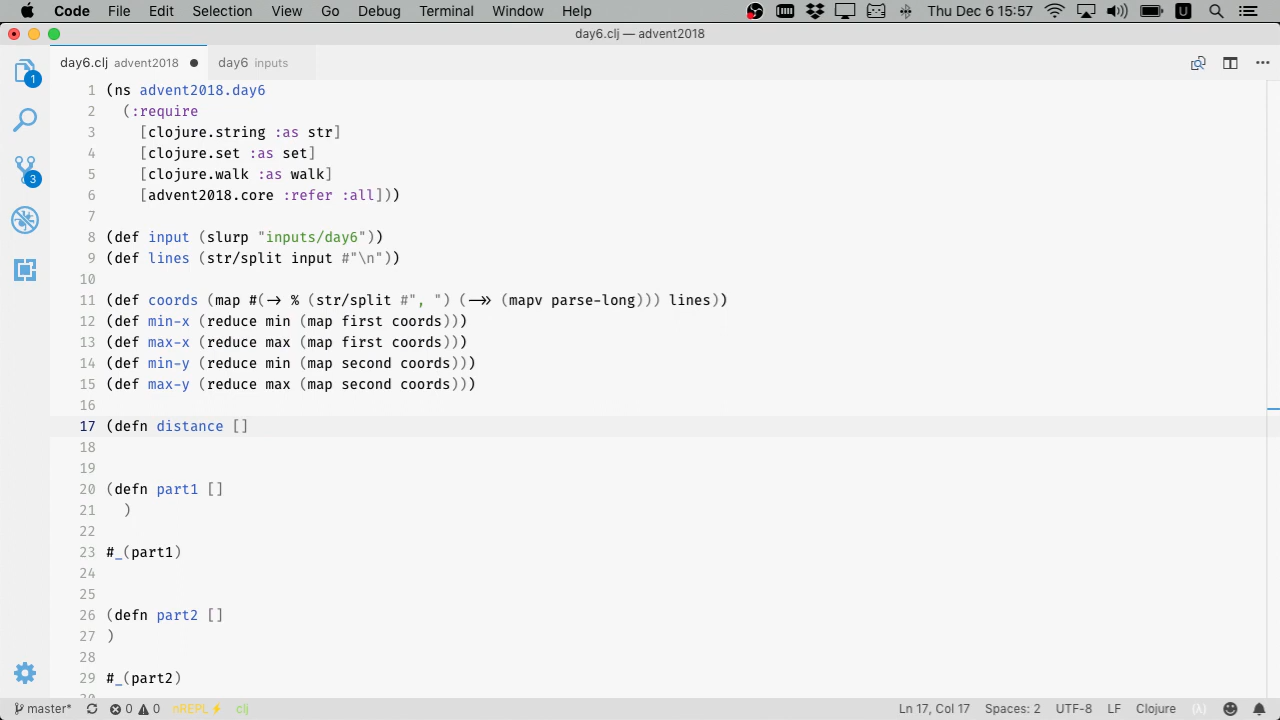 Code File Edit Selection View Go Debug Terminal Window Help Thu Dec 6 15:57
day6.clj — advent2018
day6.clj advent2018 day6 inputs
1 (ns advent2018.day6
2 (:require
3 [clojure.string :as str]
4 [clojure.set :as set]
5 [clojure.walk :as walk]
6 [advent2018.core :refer :all]))
7
8 (def input (slurp "inputs/day6"))
9 (def lines (str/split input #"\n"))
10
11 (def coords (map #(-> % (str/split #", ") (->> (mapv parse-long))) lines))
12 (def min-x (reduce min (map first coords)))
13 (def max-x (reduce max (map first coords)))
14 (def min-y (reduce min (map second coords)))
15 (def max-y (reduce max (map second coords)))
16
17 (defn distance []
18
19
20 (defn part1 []
21 )
22
23 #_(part1)
24
25
26 (defn part2 []
27 )
28
29 #_(part2)
1
3
master* 0 0 nREPL⚡ clj Ln 17, Col 17 Spaces: 2 UTF-8 LF Clojure (λ)